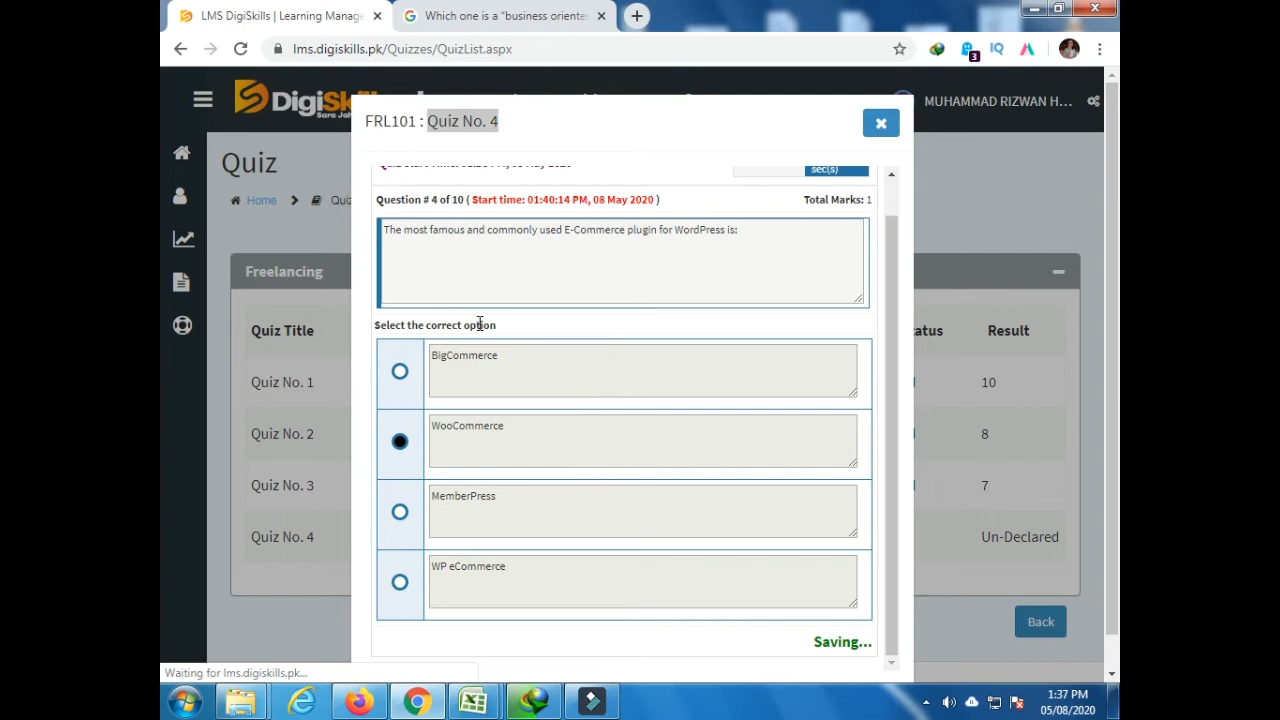 LMS DigiSkills | Learning Manage
Which one is a "business oriente
lms.digiskills.pk/Quizzes/QuizList.aspx
3
IQ
MUHAMMAD RIZWAN H...
FRL101 : Quiz No. 4
Quiz
Home
Freelancing
Quiz Title
Result
Quiz No. 1
10
Quiz No. 2
8
Quiz No. 3
7
Quiz No. 4
Un-Declared
Back
sec(s)
Question # 4 of 10 ( Start time: 01:40:14 PM, 08 May 2020 )
Total Marks: 1
The most famous and commonly used E-Commerce plugin for WordPress is:
Select the correct option
BigCommerce
WooCommerce
MemberPress
WP eCommerce
Saving...
Waiting for lms.digiskills.pk...
1:37 PM
05/08/2020